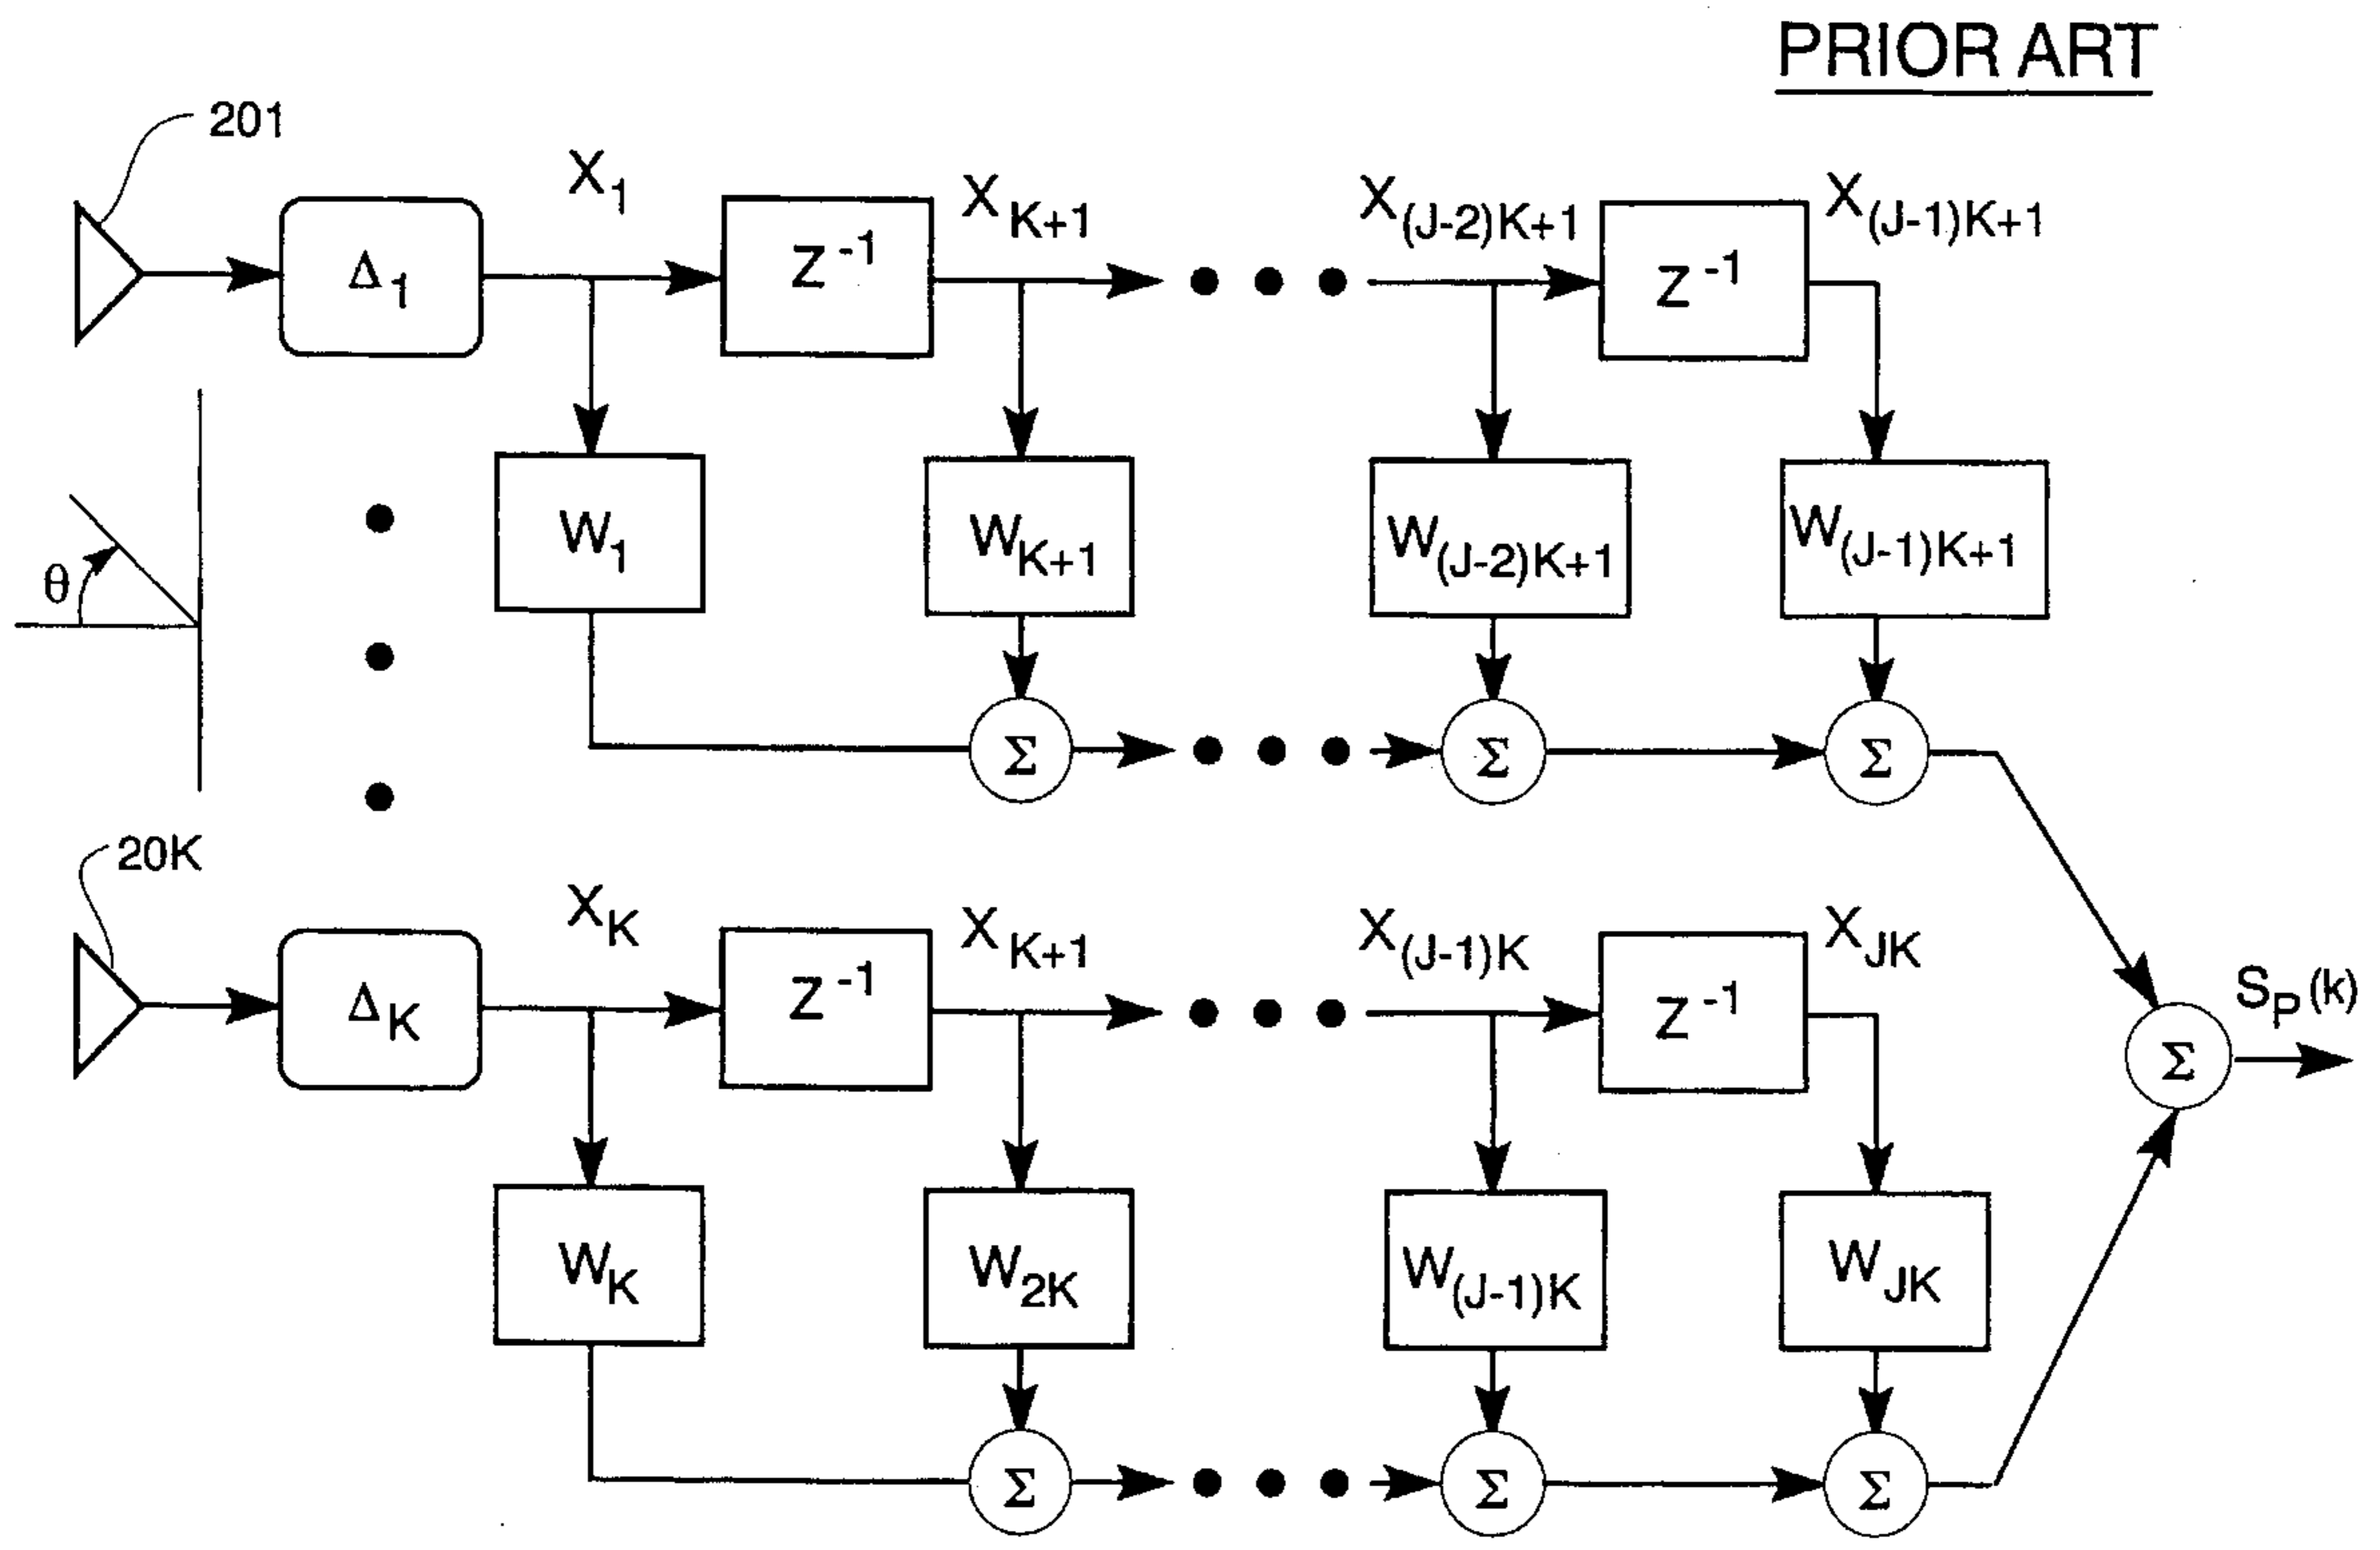 PRIOR ART
201
X1
XK+1
X(J-2)K+1
X(J-1)K+1
Δ1
Z-1
Z-1
W1
WK+1
W(J-2)K+1
W(J-1)K+1
θ
Σ
Σ
Σ
20K
XK
XK+1
X(J-1)K
XJK
ΔK
Z-1
Z-1
SP(k)
Σ
WK
W2K
W(J-1)K
WJK
Σ
Σ
Σ